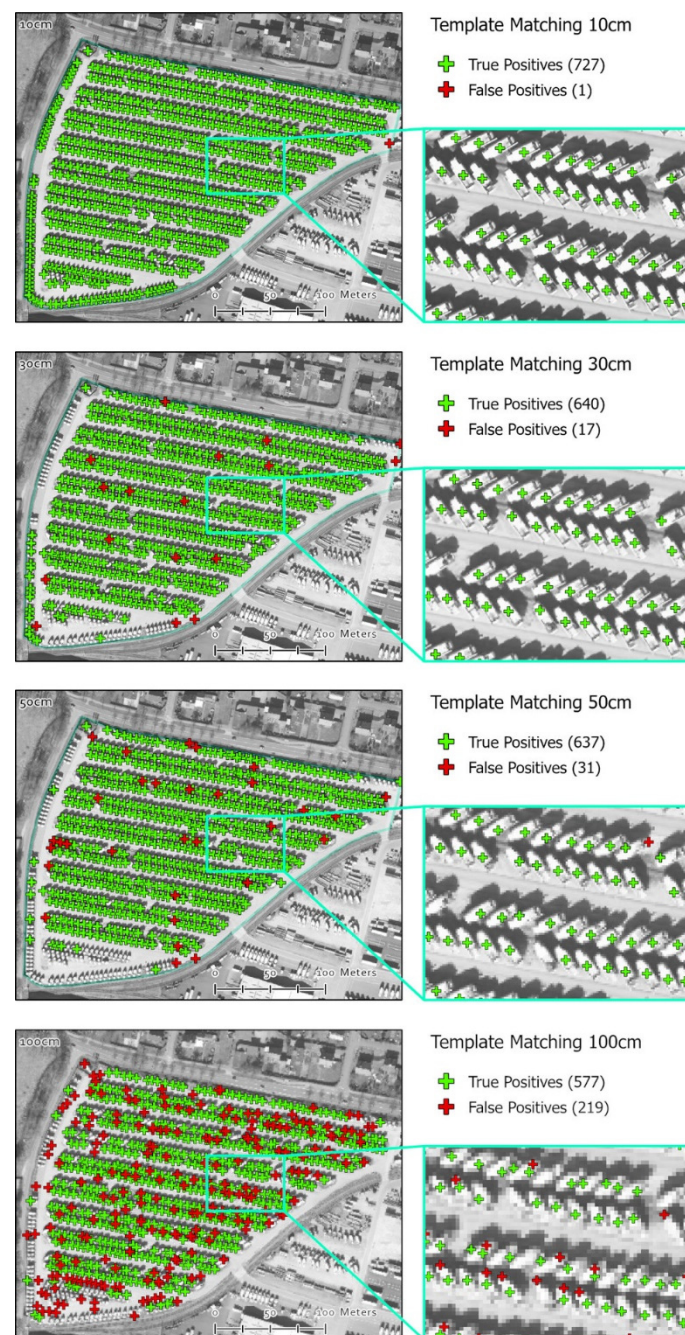 10cm
Template Matching 10cm
True Positives (727)
False Positives (1)
0 50 100 Meters
30cm
Template Matching 30cm
True Positives (640)
False Positives (17)
0 50 100 Meters
50cm
Template Matching 50cm
True Positives (637)
False Positives (31)
0 50 100 Meters
100cm
Template Matching 100cm
True Positives (577)
False Positives (219)
0 50 100 Meters